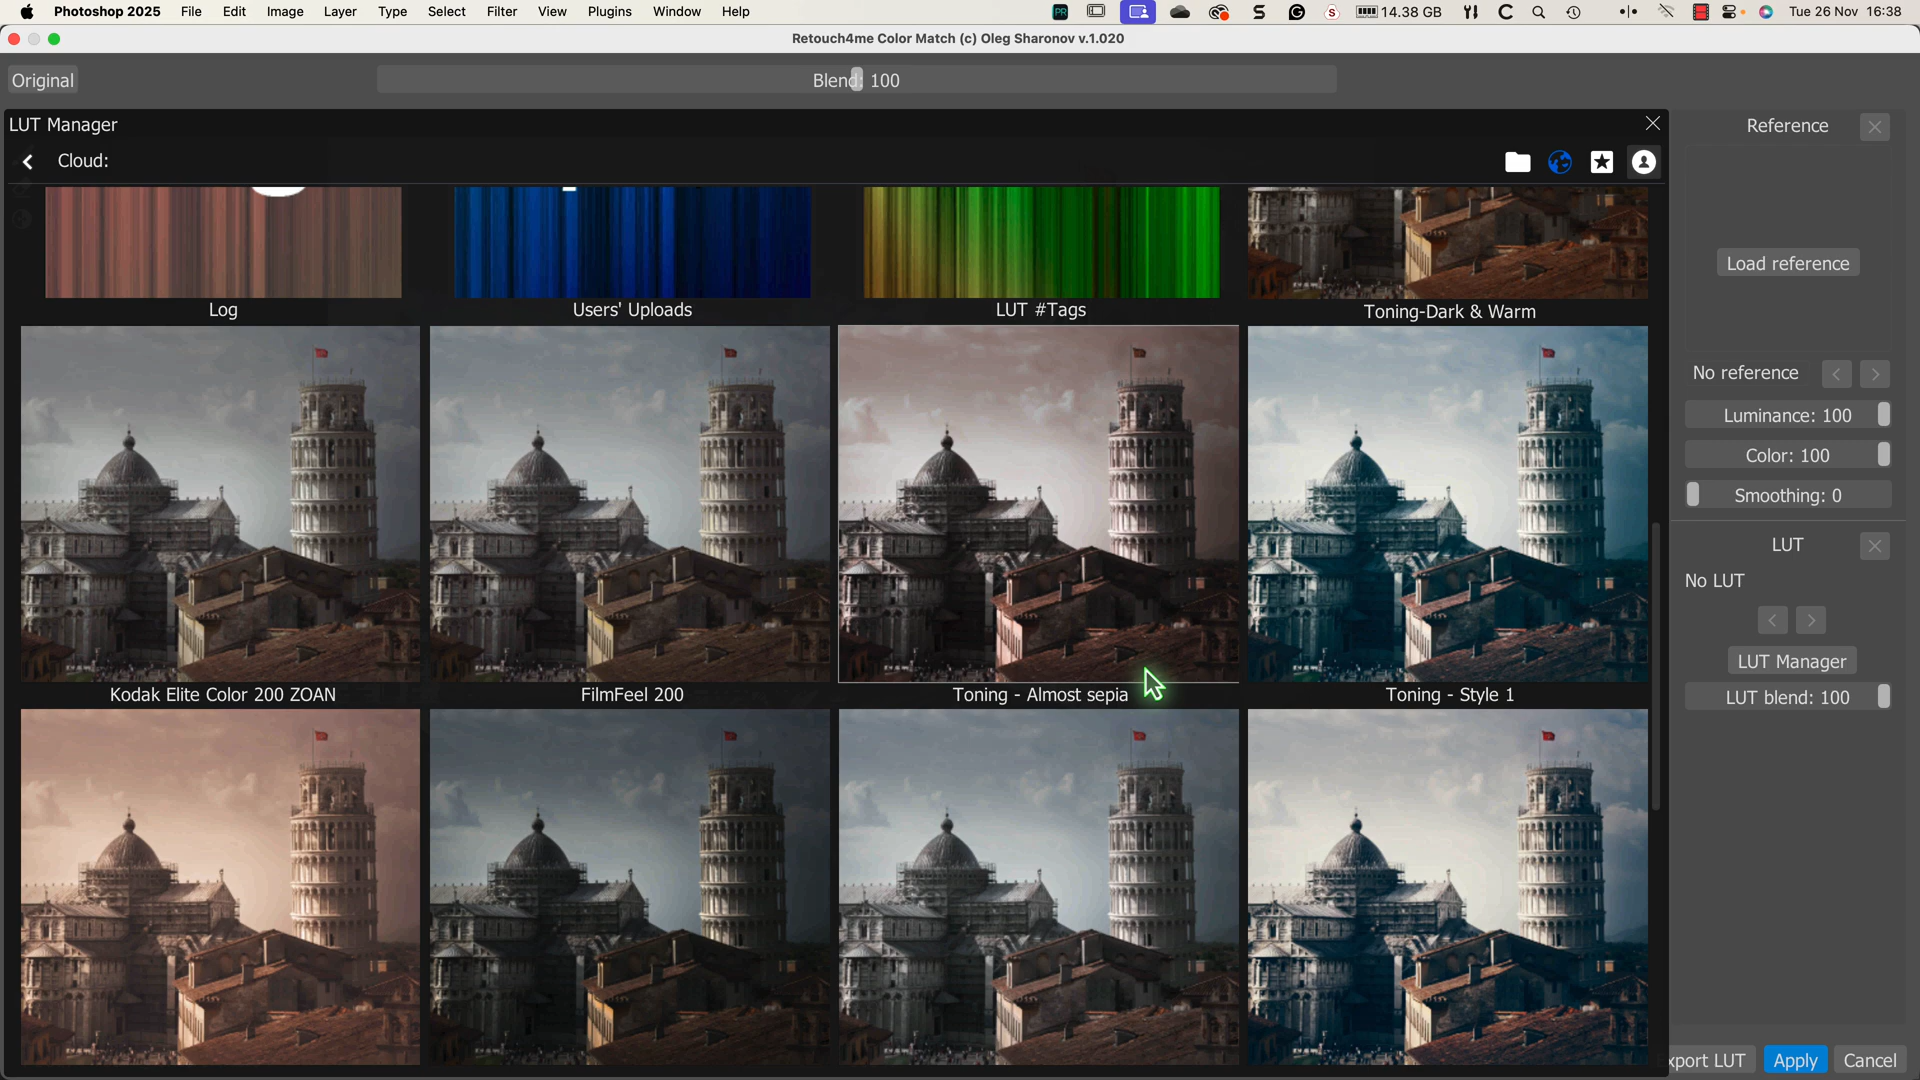 Photoshop 2025 File Edit Image Layer Type Select Filter View Plugins Window Help 14.38 GB Tue 26 Nov 16:38
Retouch4me Color Match (c) Oleg Sharonov v.1.020
Original
Blend: 100
LUT Manager
Cloud:
Log
Users' Uploads
LUT #Tags
Toning-Dark & Warm
Kodak Elite Color 200 ZOAN
FilmFeel 200
Toning - Almost sepia
Toning - Style 1
Reference
Load reference
No reference
Luminance: 100
Color: 100
Smoothing: 0
LUT
No LUT
LUT Manager
LUT blend: 100
xport LUT
Apply
Cancel